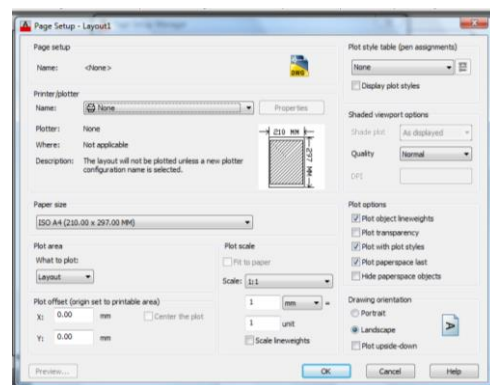 Page Setup - Layout1
Page setup
Name: <None>
DWG
Printer/plotter
Name: None
Properties
Plotter: None
Where: Not applicable
Description: The layout will not be plotted unless a new plotter
configuration name is selected.
210 MM
297 MM
Paper size
ISO A4 (210.00 x 297.00 MM)
Plot area
What to plot:
Layout
Plot offset (origin set to printable area)
X: 0.00 mm
Center the plot
Y: 0.00 mm
Plot scale
Fit to paper
Scale: 1:1
1 mm =
1 unit
Scale lineweights
Plot style table (pen assignments)
None
Display plot styles
Shaded viewport options
Shade plot As displayed
Quality Normal
DPI
Plot options
Plot object lineweights
Plot transparency
Plot with plot styles
Plot paperspace last
Hide paperspace objects
Drawing orientation
Portrait
Landscape
Plot upside-down
A
Preview...
OK
Cancel
Help